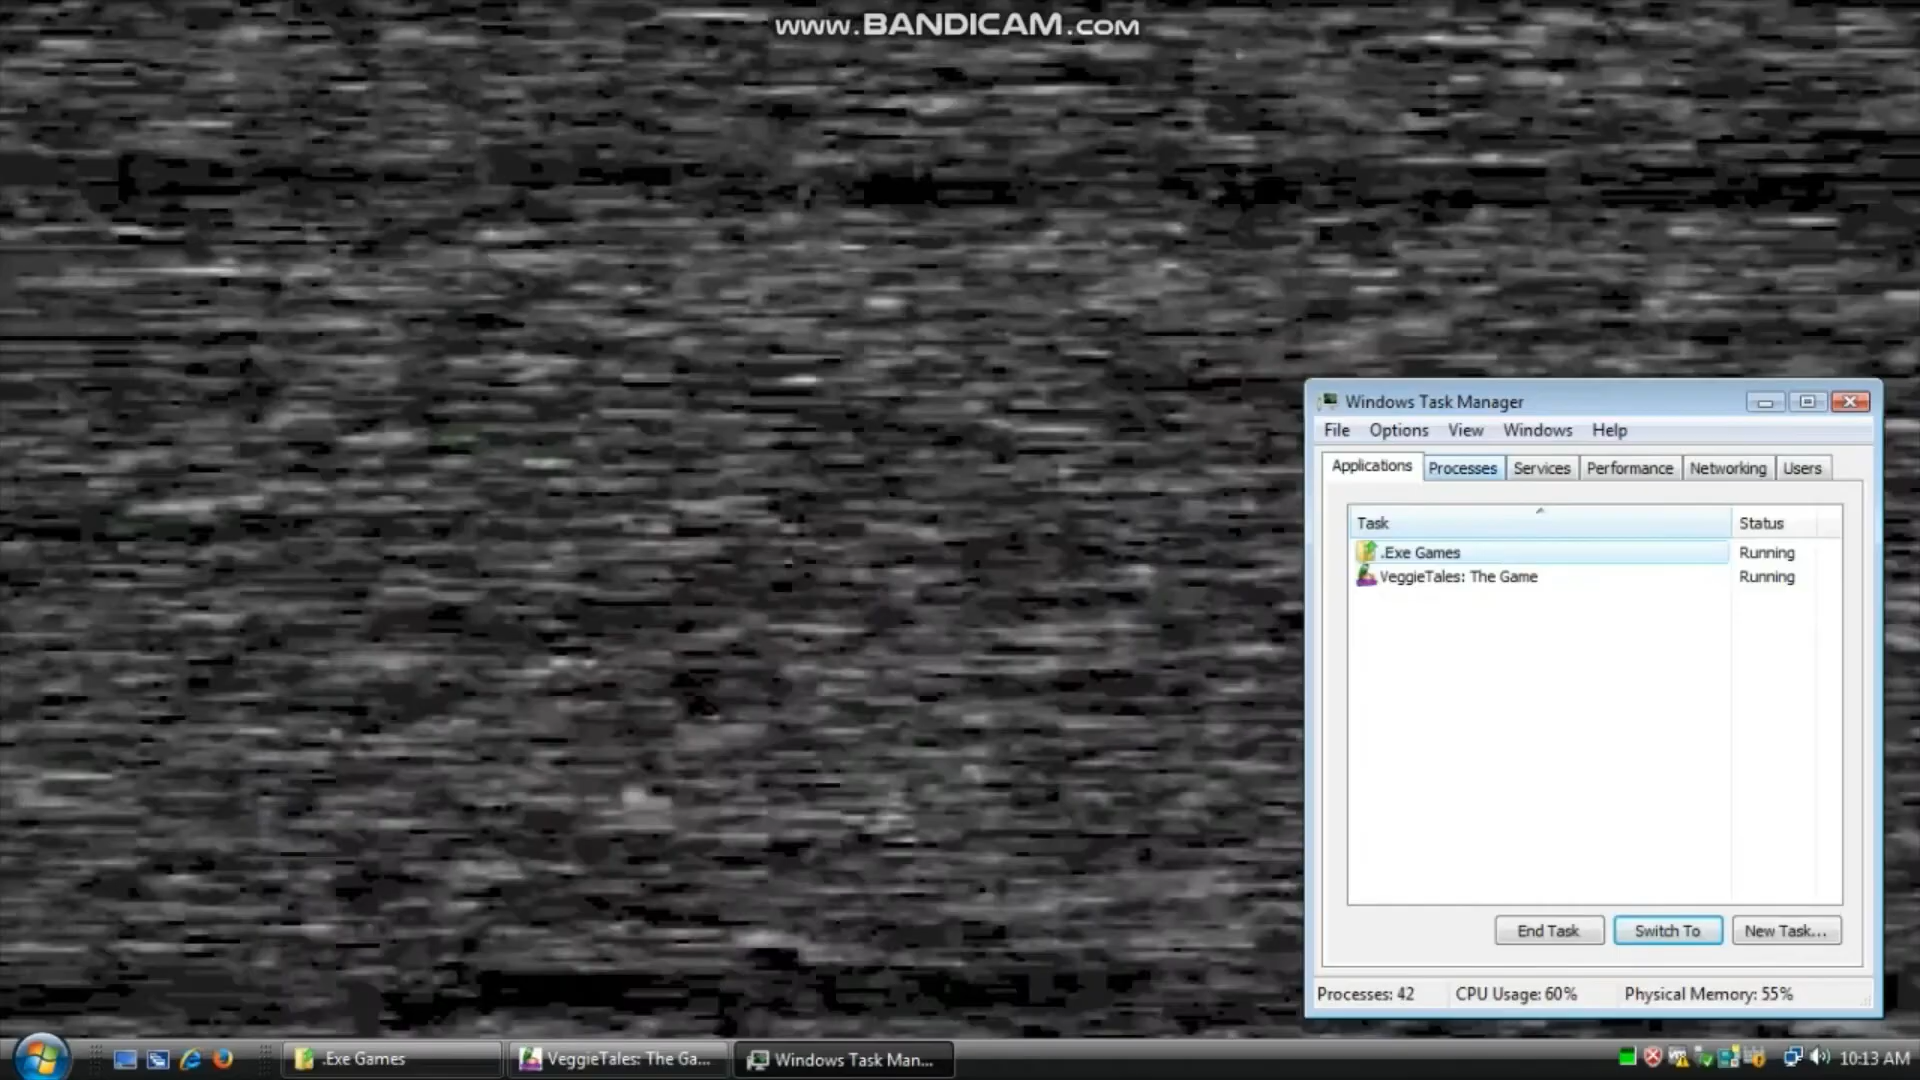 www.BANDICAM.com
Windows Task Manager
File Options View Windows Help
Applications Processes Services Performance Networking Users
Task Status
.Exe Games Running
VeggieTales: The Game Running
End Task Switch To New Task...
Processes: 42 CPU Usage: 60% Physical Memory: 55%
.Exe Games VeggieTales: The Ga... Windows Task Man... 10:13 AM